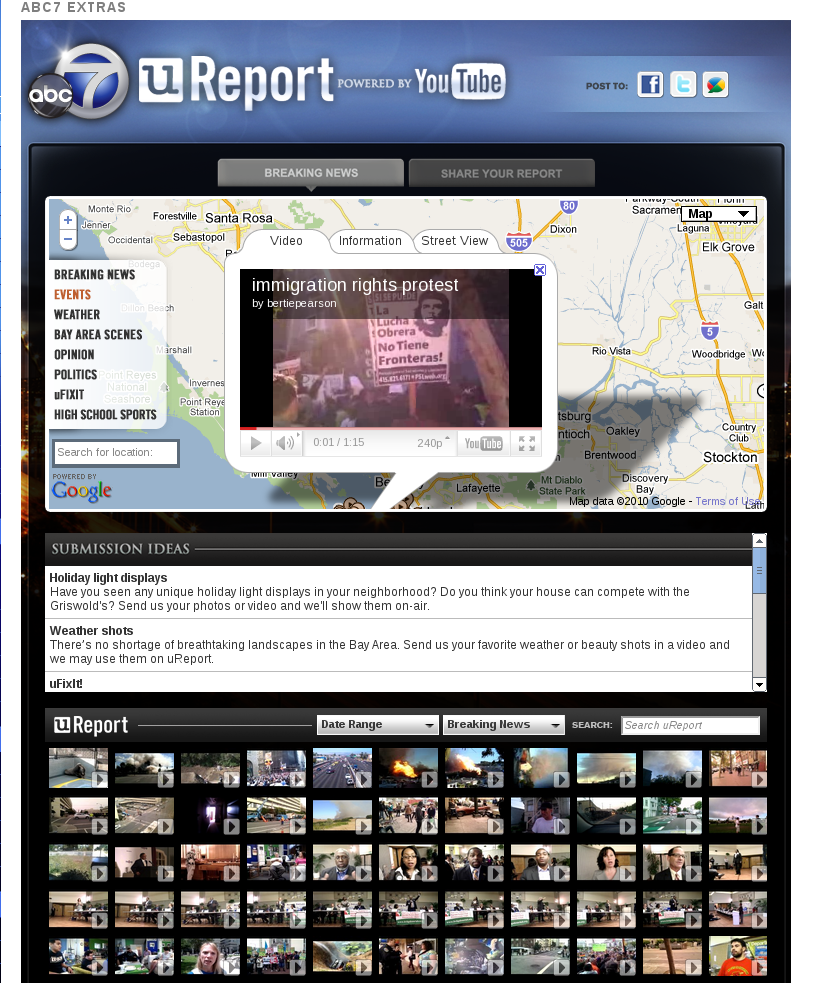 ABC7 EXTRAS
abc 7 uReport POWERED BY YouTube POST TO:
BREAKING NEWS SHARE YOUR REPORT
Monte Rio
Jenner
Forestville
Santa Rosa
Occidental
Sebastopol
Bodega
80
Dixon
505
Sacramen
Map
Laguna
Elk Grove
Video Information Street View
BREAKING NEWS
EVENTS
WEATHER
BAY AREA SCENES
OPINION
POLITICS
uFIXIT
HIGH SCHOOL SPORTS
Dillon Beach
Marshall
Point Reyes
National
Seashore
Inverness
Point Reyes
Station
immigration rights protest
by bertiepearson
SI SE PUEDE
La
Lucha
Obrera
No Tiene
Fronteras!
0:01 / 1:15 240p YouTube
Galt
5
Rio Vista
Woodbridge
Country
Club
Stockton
tsburg
ntioch
Oakley
Brentwood
Discovery
Bay
Mt Diablo
State Park
Lafayette
Mill Valley
Search for location:
POWERED BY
Google
Map data ©2010 Google - Terms of Use
SUBMISSION IDEAS
Holiday light displays
Have you seen any unique holiday light displays in your neighborhood? Do you think your house can compete with the
Griswold's? Send us your photos or video and we'll show them on-air.
Weather shots
There's no shortage of breathtaking landscapes in the Bay Area. Send us your favorite weather or beauty shots in a video and
we may use them on uReport.
uFixIt!
uReport Date Range Breaking News SEARCH: Search uReport